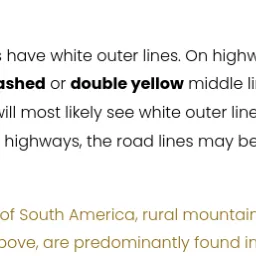 have white outer lines. On highw
ashed or double yellow middle li
will most likely see white outer line
highways, the road lines may be
of South America, rural mountain
bove, are predominantly found in